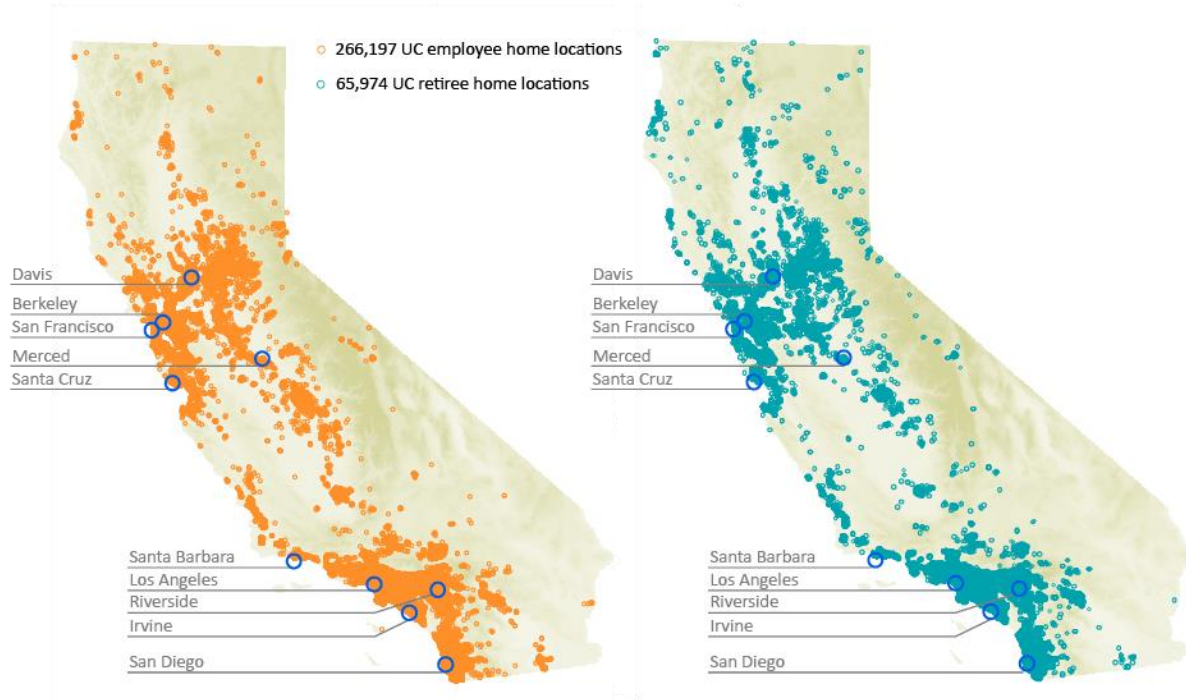 266,197 UC employee home locations
65,974 UC retiree home locations
Davis
Berkeley
San Francisco
Merced
Santa Cruz
Santa Barbara
Los Angeles
Riverside
Irvine
San Diego
Davis
Berkeley
San Francisco
Merced
Santa Cruz
Santa Barbara
Los Angeles
Riverside
Irvine
San Diego